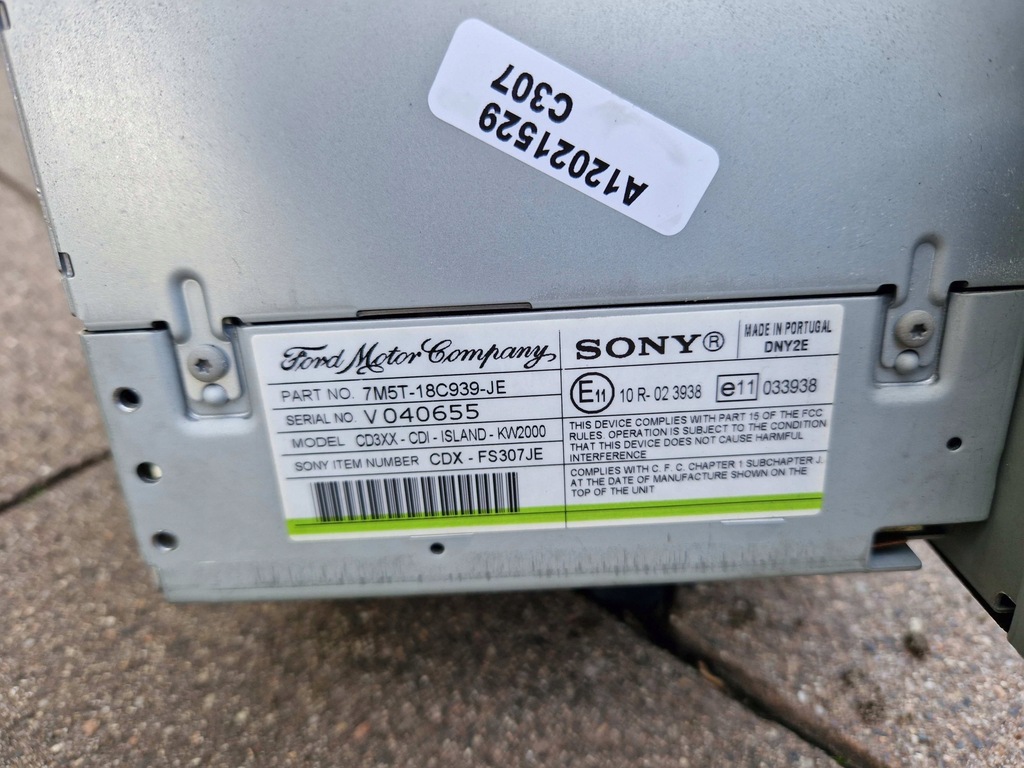 A12021529
C307
Ford Motor Company
PART NO. 7M5T-18C939-JE
SERIAL NO. V040655
MODEL CD3XX - CDI - ISLAND - KW2000
SONY ITEM NUMBER CDX - FS307JE
SONY®
MADE IN PORTUGAL
DNY2E
E11 10 R- 02 3938 e11 033938
THIS DEVICE COMPLIES WITH PART 15 OF THE FCC
RULES. OPERATION IS SUBJECT TO THE CONDITION
THAT THIS DEVICE DOES NOT CAUSE HARMFUL
INTERFERENCE
COMPLIES WITH C. F. C. CHAPTER 1 SUBCHAPTER J.
AT THE DATE OF MANUFACTURE SHOWN ON THE
TOP OF THE UNIT